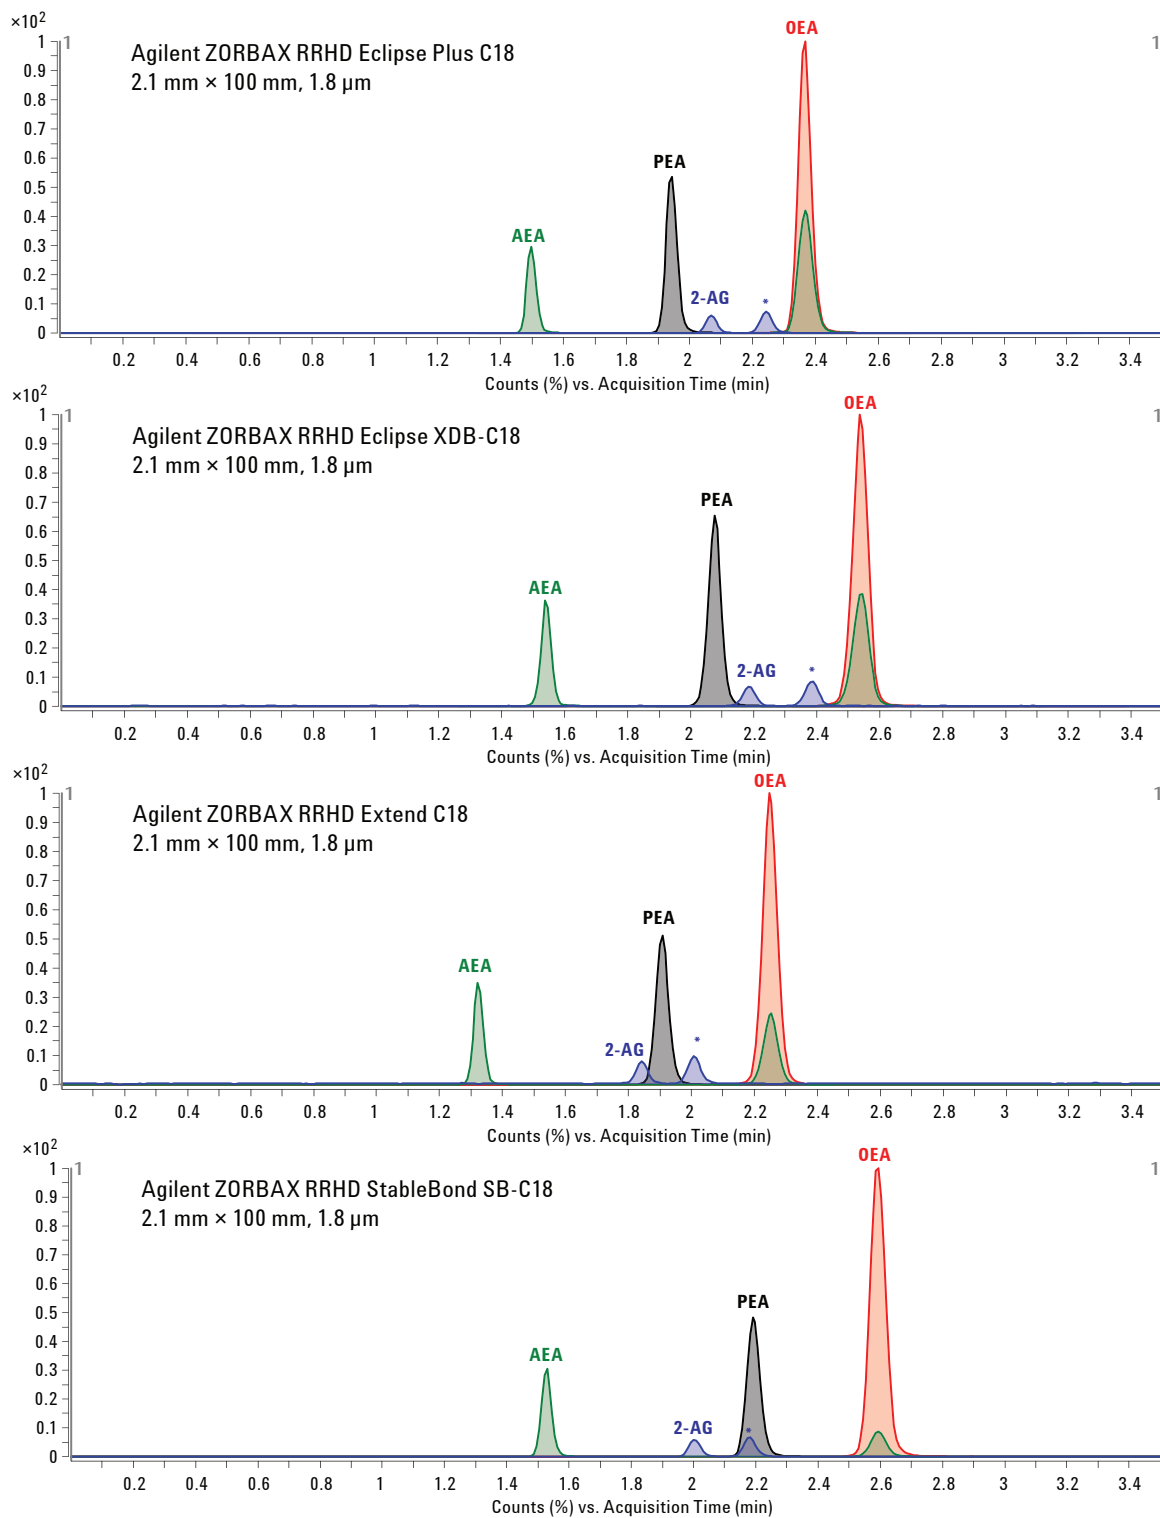 ×10²
1
0.9
0.8
0.7
0.6
0.5
0.4
0.3
0.2
0.1
0
1
1
Agilent ZORBAX RRHD Eclipse Plus C18
2.1 mm × 100 mm, 1.8 µm
AEA
PEA
2-AG
*
OEA
0.2 0.4 0.6 0.8 1 1.2 1.4 1.6 1.8 2 2.2 2.4 2.6 2.8 3 3.2 3.4
Counts (%) vs. Acquisition Time (min)
×10²
1
0.9
0.8
0.7
0.6
0.5
0.4
0.3
0.2
0.1
0
1
1
Agilent ZORBAX RRHD Eclipse XDB-C18
2.1 mm × 100 mm, 1.8 µm
AEA
PEA
2-AG
*
OEA
0.2 0.4 0.6 0.8 1 1.2 1.4 1.6 1.8 2 2.2 2.4 2.6 2.8 3 3.2 3.4
Counts (%) vs. Acquisition Time (min)
×10²
1
0.9
0.8
0.7
0.6
0.5
0.4
0.3
0.2
0.1
0
1
1
Agilent ZORBAX RRHD Extend C18
2.1 mm × 100 mm, 1.8 µm
AEA
2-AG
PEA
*
OEA
0.2 0.4 0.6 0.8 1 1.2 1.4 1.6 1.8 2 2.2 2.4 2.6 2.8 3 3.2 3.4
Counts (%) vs. Acquisition Time (min)
×10²
1
0.9
0.8
0.7
0.6
0.5
0.4
0.3
0.2
0.1
0
1
1
Agilent ZORBAX RRHD StableBond SB-C18
2.1 mm × 100 mm, 1.8 µm
AEA
2-AG
PEA
*
OEA
0.2 0.4 0.6 0.8 1 1.2 1.4 1.6 1.8 2 2.2 2.4 2.6 2.8 3 3.2 3.4
Counts (%) vs. Acquisition Time (min)